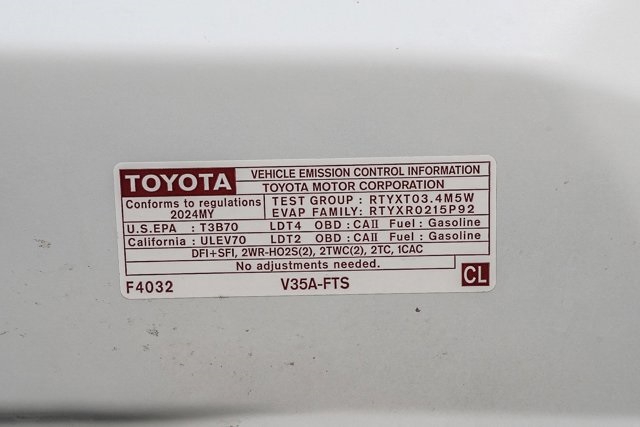 TOYOTA
VEHICLE EMISSION CONTROL INFORMATION
TOYOTA MOTOR CORPORATION
Conforms to regulations
2024MY
TEST GROUP : RTYXT03.4M5W
EVAP FAMILY: RTYXR0215P92
U.S.EPA : T3B70 LDT4 OBD : CAII Fuel : Gasoline
California : ULEV70 LDT2 OBD : CAII Fuel : Gasoline
DFI+SFI, 2WR-HO2S(2), 2TWC(2), 2TC, 1CAC
No adjustments needed.
F4032 V35A-FTS CL